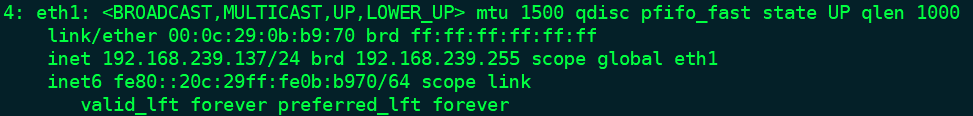 4: eth1: <BROADCAST,MULTICAST,UP,LOWER_UP> mtu 1500 qdisc pfifo_fast state UP qlen 1000
link/ether 00:0c:29:0b:b9:70 brd ff:ff:ff:ff:ff:ff
inet 192.168.239.137/24 brd 192.168.239.255 scope global eth1
inet6 fe80::20c:29ff:fe0b:b970/64 scope link
valid_lft forever preferred_lft forever